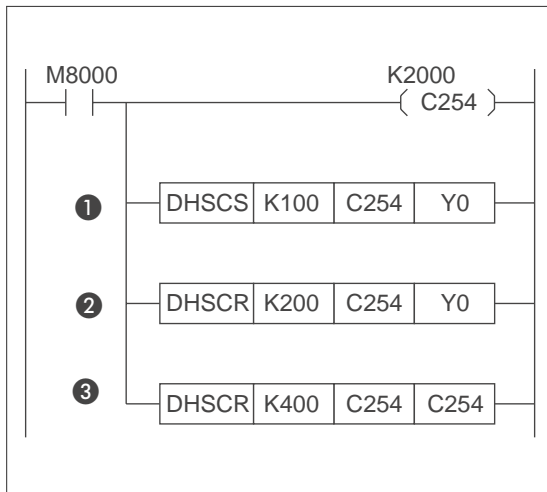 M8000 K2000
C254
❶ DHSCS K100 C254 Y0
❷ DHSCR K200 C254 Y0
❸ DHSCR K400 C254 C254